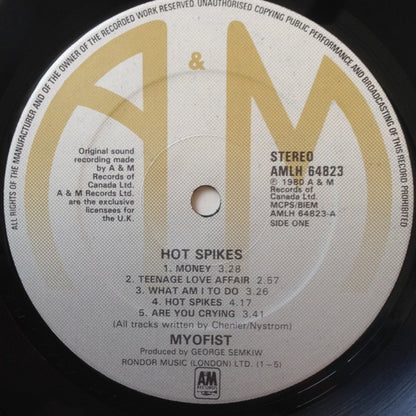 ALL RIGHTS OF THE MANUFACTURER AND OF THE OWNER OF THE RECORDED WORK RESERVED UNAUTHORISED COPYING PUBLIC PERFORMANCE AND BROADCASTING OF THIS RECORD PROHIBITED
A & M
Original sound
recording made
by A & M
Records of
Canada Ltd.
A & M Records Ltd.
are the exclusive
licensees for
the U.K.
STEREO
AMLH 64823
℗ 1980 A & M
Records of
Canada Ltd.
MCPS/BIEM
AMLH 64823-A
SIDE ONE
HOT SPIKES
1. MONEY 3.28
2. TEENAGE LOVE AFFAIR 2.57
3. WHAT AM I TO DO 3.26
4. HOT SPIKES 4.17
5. ARE YOU CRYING 3.41
(All tracks written by Chenier/Nystrom)
MYOFIST
Produced by GEORGE SEMKIW
RONDOR MUSIC (LONDON) LTD. (1–5)
A&M
RECORDS